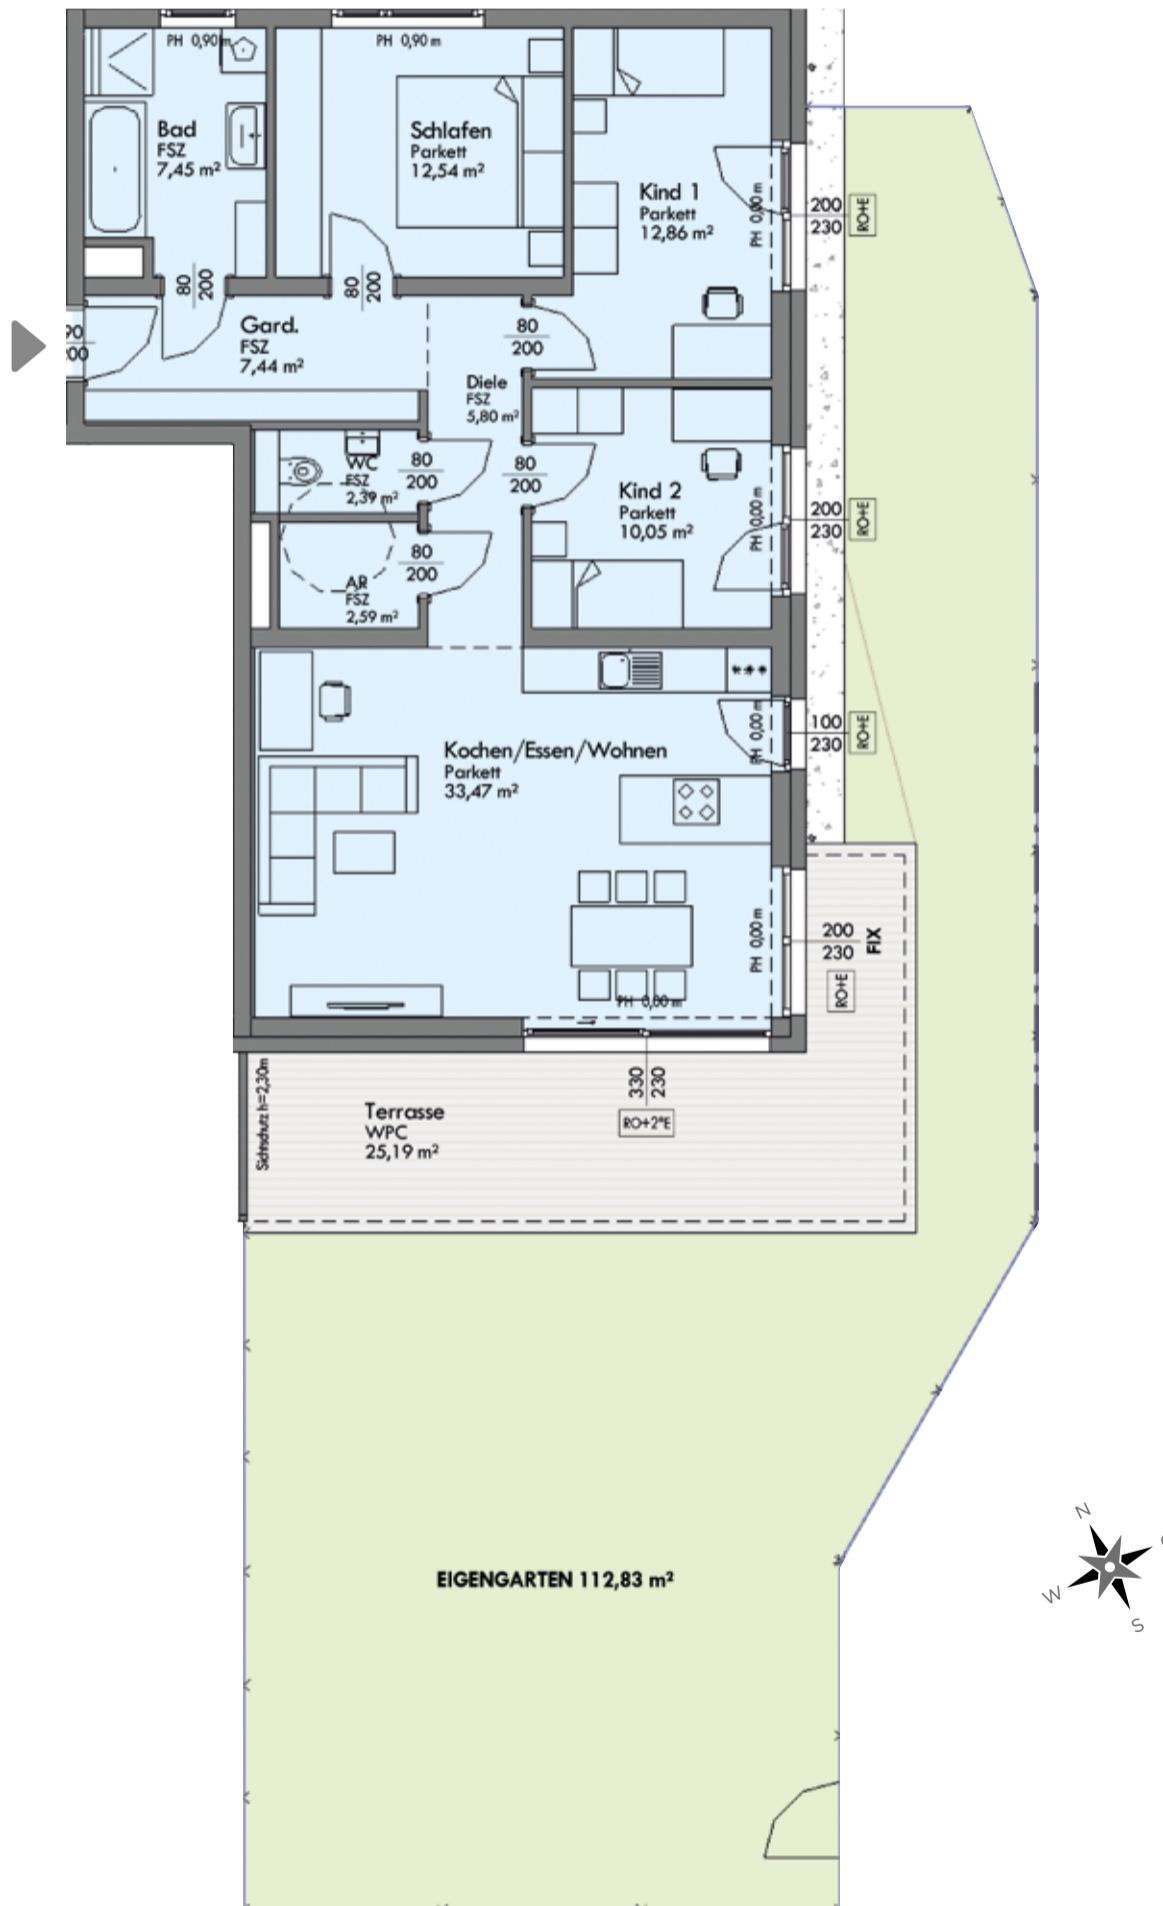 PH 0,90 m
PH 0,90 m
Bad
FSZ
7,45 m²
Schlafen
Parkett
12,54 m²
Kind 1
Parkett
12,86 m²
PH 0,00 m
200
230
RO+E
80
200
80
200
90
200
Gard.
FSZ
7,44 m²
80
200
Diele
FSZ
5,80 m²
WC
FSZ
2,39 m²
80
200
80
200
Kind 2
Parkett
10,05 m²
PH 0,00 m
200
230
RO+E
AR
FSZ
2,59 m²
80
200
Kochen/Essen/Wohnen
Parkett
33,47 m²
PH 0,00 m
100
230
RO+E
PH 0,00 m
200
230
FIX
RO+E
PH 0,00 m
330
230
RO+2*E
Sichtschutz h=2,30m
Terrasse
WPC
25,19 m²
EIGENGARTEN 112,83 m²
N
W
S